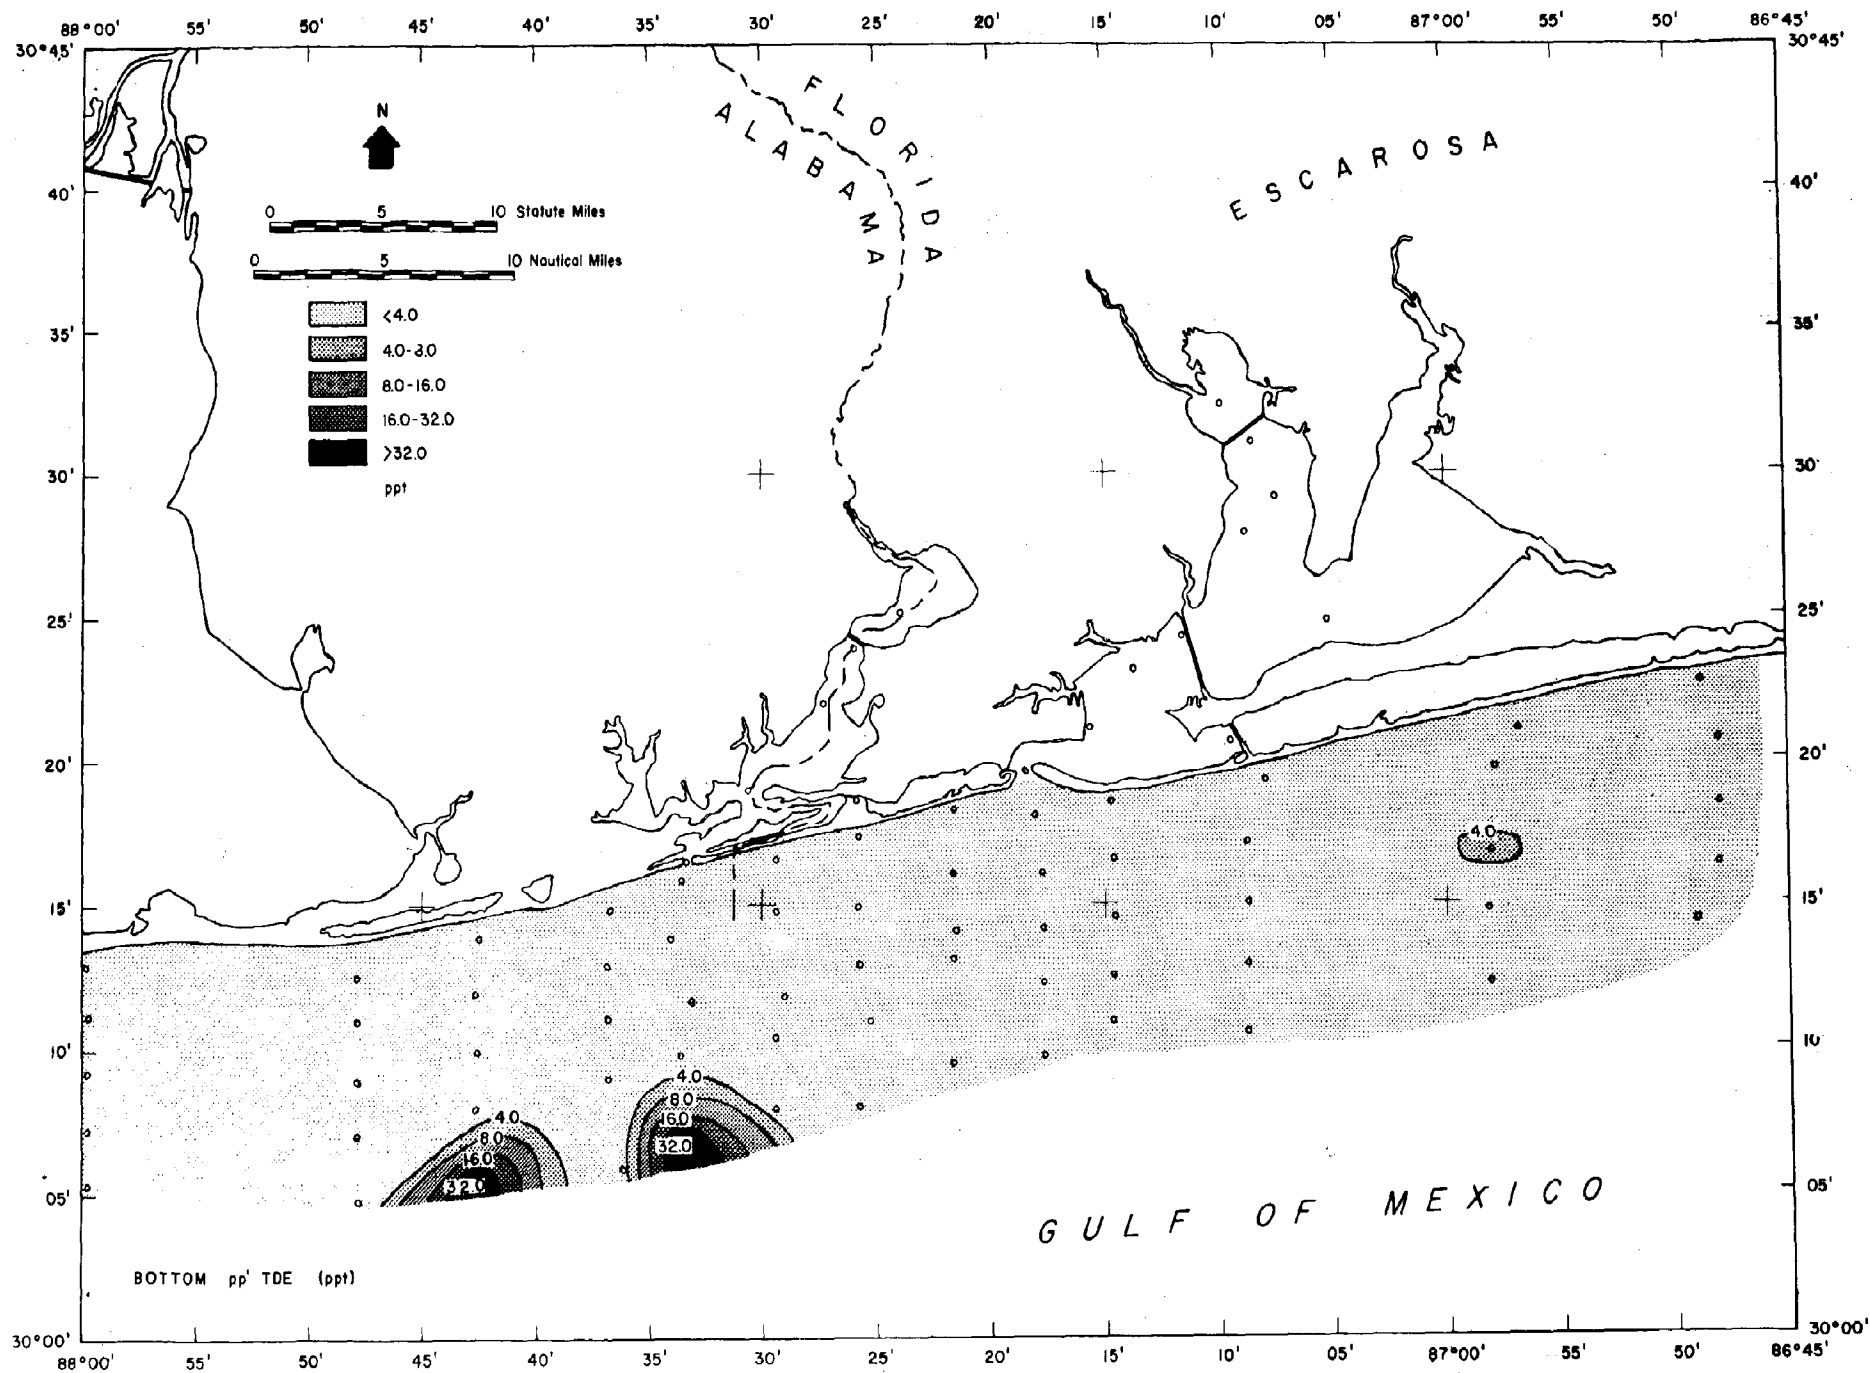 88°00' 55' 50' 45' 40' 35' 30' 25' 20' 15' 10' 05' 87°00' 55' 50' 86°45'
30°45' 30°45'
N
FLORIDA
ALABAMA
ESCAROSA
40' 40'
0 5 10 Statute Miles
0 5 10 Nautical Miles
<4.0
4.0-8.0
8.0-16.0
16.0-32.0
>32.0
ppt
35' 35'
30' 30'
25' 25'
20' 20'
4.0
15' 15'
10' 10'
4.0
8.0
16.0
32.0
4.0
8.0
16.0
32.0
05' 05'
GULF OF MEXICO
BOTTOM pp' TDE (ppt)
30°00' 30°00'
88°00' 55' 50' 45' 40' 35' 30' 25' 20' 15' 10' 05' 87°00' 55' 50' 86°45'